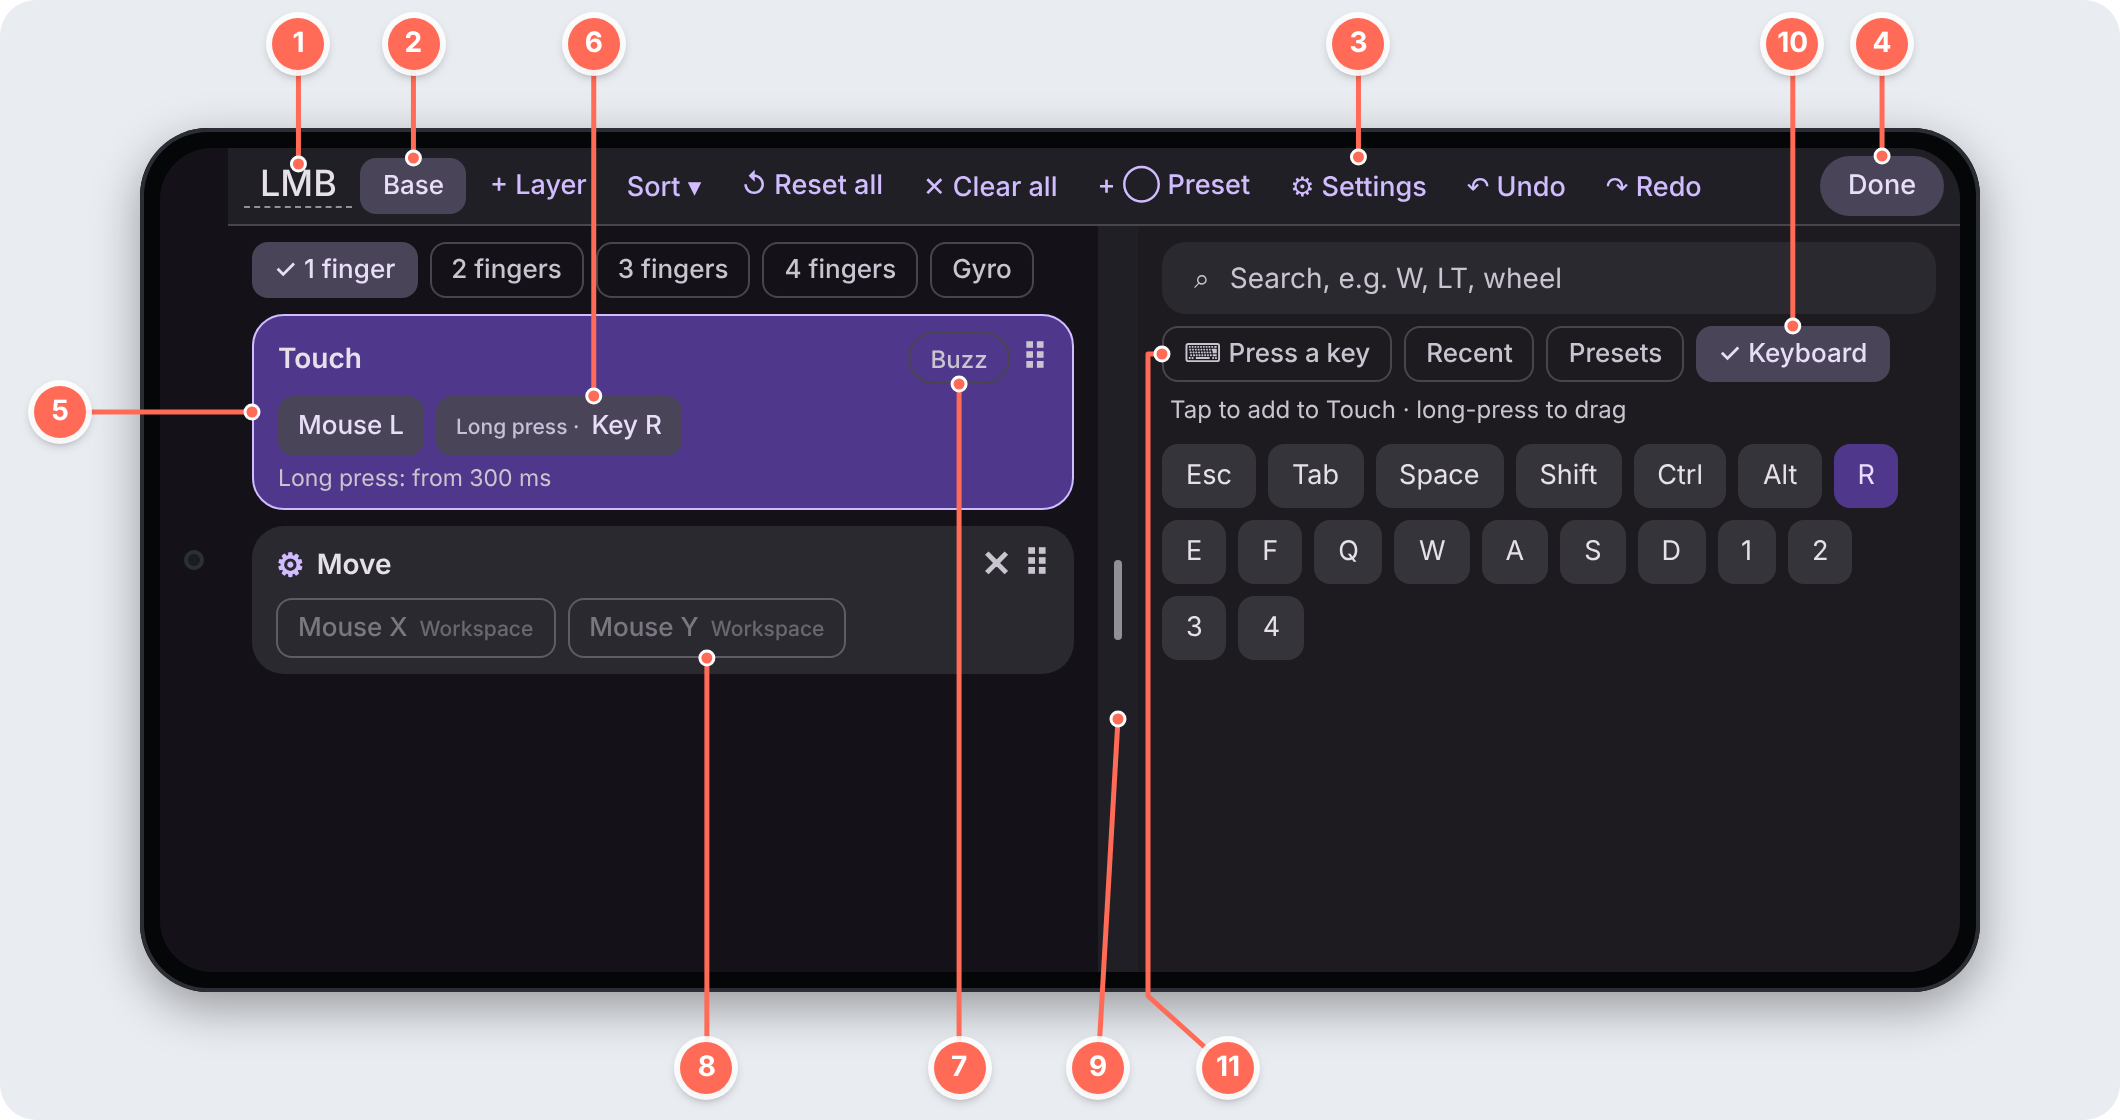 1 2 6 3 10 4
LMB Base + Layer Sort ▾ ↺ Reset all ✕ Clear all + ◯ Preset ⚙ Settings ↶ Undo ↷ Redo Done
✓ 1 finger 2 fingers 3 fingers 4 fingers Gyro
Touch Buzz
5
Mouse L Long press · Key R
Long press: from 300 ms
⚙ Move ✕
Mouse X Workspace Mouse Y Workspace
⌕ Search, e.g. W, LT, wheel
⌨ Press a key Recent Presets ✓ Keyboard
Tap to add to Touch · long-press to drag
Esc Tab Space Shift Ctrl Alt R
E F Q W A S D 1 2
3 4
8 7 9 11